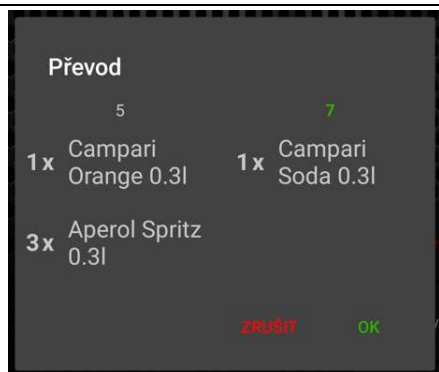 Převod
5
7
1x Campari Orange 0.3l
1x Campari Soda 0.3l
3x Aperol Spritz 0.3l
ZRUŠIT
OK